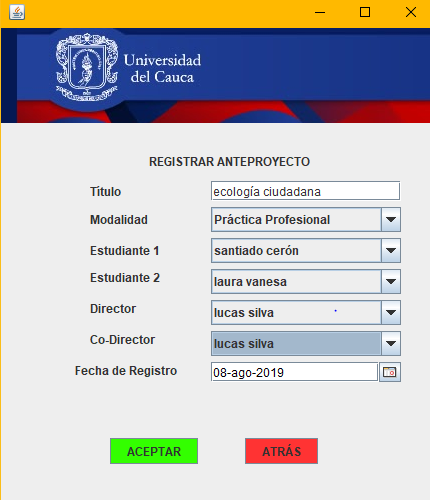 Universidad
del Cauca
REGISTRAR ANTEPROYECTO
Título ecología ciudadana
Modalidad Práctica Profesional
Estudiante 1 santiado cerón
Estudiante 2 laura vanesa
Director lucas silva
Co-Director lucas silva
Fecha de Registro 08-ago-2019
ACEPTAR ATRÁS